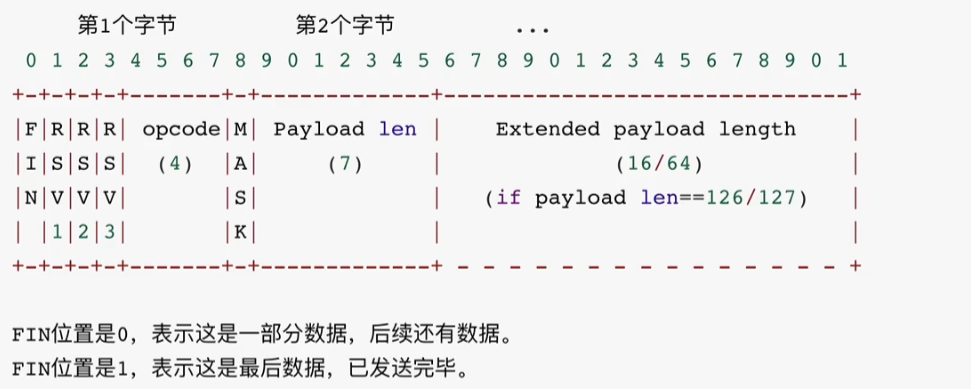 第1个字节 第2个字节 ...
0 1 2 3 4 5 6 7 8 9 0 1 2 3 4 5 6 7 8 9 0 1 2 3 4 5 6 7 8 9 0 1
+-+-+-+-+-------+-+-------------+-------------------------------+
|F|R|R|R| opcode|M| Payload len |    Extended payload length    |
|I|S|S|S|  (4)  |A|     (7)     |             (16/64)           |
|N|V|V|V|       |S|             |   (if payload len==126/127)   |
| |1|2|3|       |K|             |                               |
+-+-+-+-+-------+-+-------------+ - - - - - - - - - - - - - - - +
FIN位置是0，表示这是一部分数据，后续还有数据。
FIN位置是1，表示这是最后数据，已发送完毕。